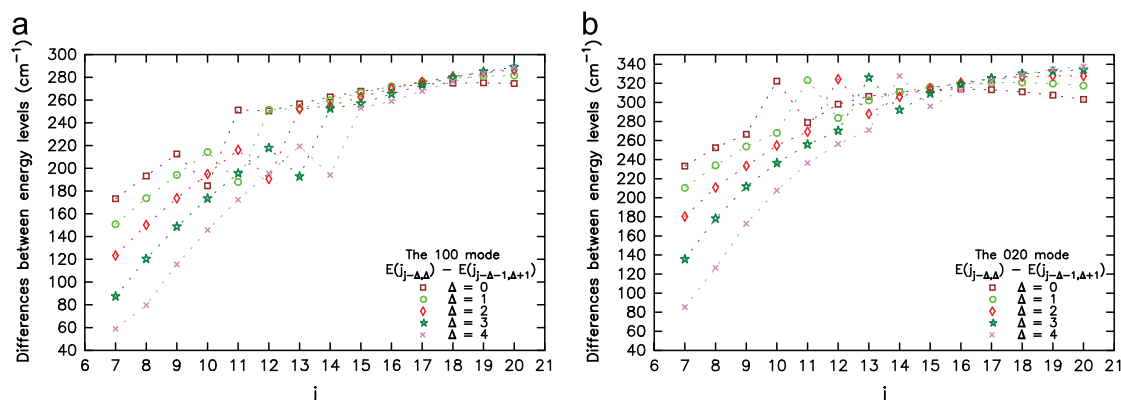 a
Differences between energy levels (cm⁻¹)
300
280
260
240
220
200
180
160
140
120
100
80
60
40
6 7 8 9 10 11 12 13 14 15 16 17 18 19 20 21
j
The 100 mode
E(j_{j-Δ,Δ}) − E(j_{j-Δ-1,Δ+1})
Δ = 0
Δ = 1
Δ = 2
Δ = 3
Δ = 4
b
Differences between energy levels (cm⁻¹)
340
320
300
280
260
240
220
200
180
160
140
120
100
80
60
40
6 7 8 9 10 11 12 13 14 15 16 17 18 19 20 21
j
The 020 mode
E(j_{j-Δ,Δ}) − E(j_{j-Δ-1,Δ+1})
Δ = 0
Δ = 1
Δ = 2
Δ = 3
Δ = 4